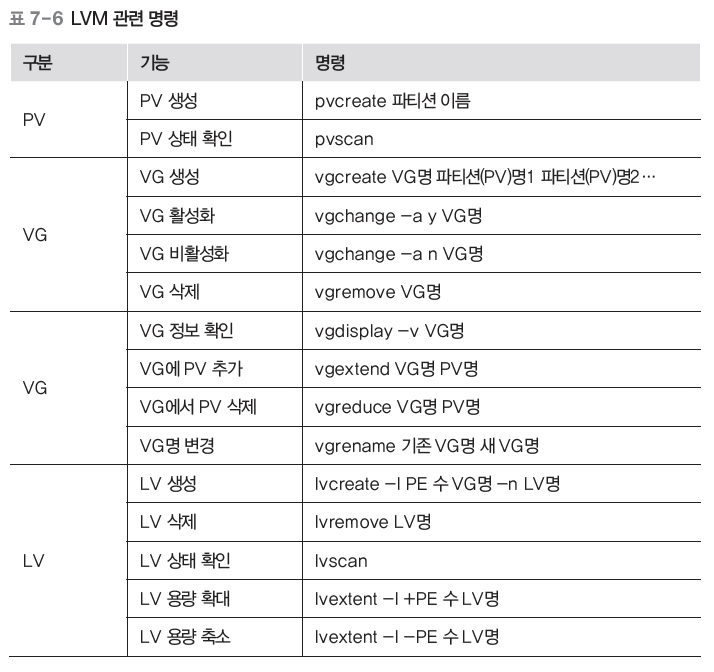 표 7-6 LVM 관련 명령
구분 기능 명령
PV
PV 생성 pvcreate 파티션 이름
PV 상태 확인 pvscan
VG
VG 생성 vgcreate VG명 파티션(PV)명1 파티션(PV)명2…
VG 활성화 vgchange -a y VG명
VG 비활성화 vgchange -a n VG명
VG 삭제 vgremove VG명
VG
VG 정보 확인 vgdisplay -v VG명
VG에 PV 추가 vgextend VG명 PV명
VG에서 PV 삭제 vgreduce VG명 PV명
VG명 변경 vgrename 기존 VG명 새 VG명
LV
LV 생성 lvcreate -l PE 수 VG명 -n LV명
LV 삭제 lvremove LV명
LV 상태 확인 lvscan
LV 용량 확대 lvextent -l +PE 수 LV명
LV 용량 축소 lvextent -l -PE 수 LV명